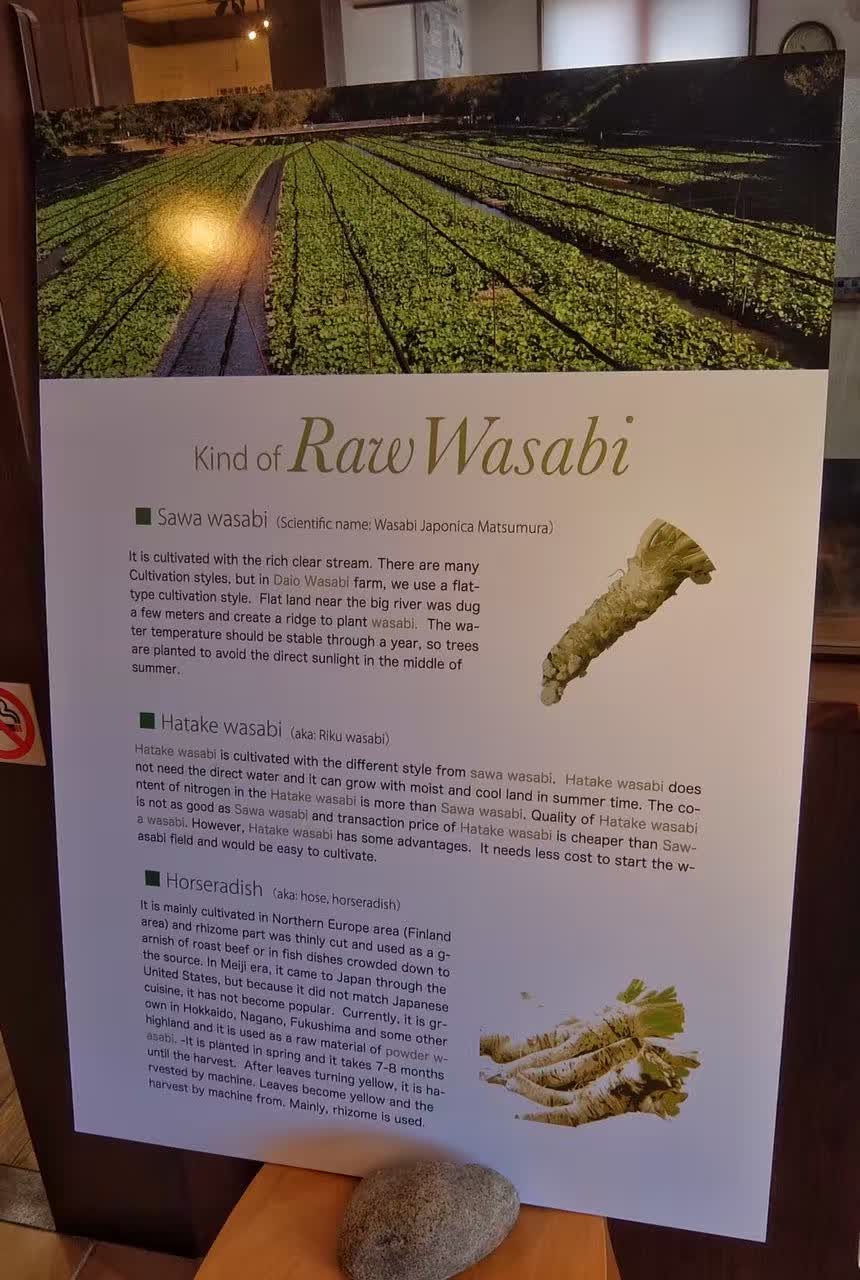 Kind of Raw Wasabi
Sawa wasabi (Scientific name: Wasabi Japonica Matsumura)
It is cultivated with the rich clear stream. There are many
Cultivation styles, but in Daio Wasabi farm, we use a flat-
type cultivation style. Flat land near the big river was dug
a few meters and create a ridge to plant wasabi. The wa-
ter temperature should be stable through a year, so trees
are planted to avoid the direct sunlight in the middle of
summer.
Hatake wasabi (aka: Riku wasabi)
Hatake wasabi is cultivated with the different style from sawa wasabi. Hatake wasabi does
not need the direct water and it can grow with moist and cool land in summer time. The co-
ntent of nitrogen in the Hatake wasabi is more than Sawa wasabi. Quality of Hatake wasabi
is not as good as Sawa wasabi and transaction price of Hatake wasabi is cheaper than Saw-
a wasabi. However, Hatake wasabi has some advantages. It needs less cost to start the w-
asabi field and would be easy to cultivate.
Horseradish (aka: hose, horseradish)
It is mainly cultivated in Northern Europe area (Finland
area) and rhizome part was thinly cut and used as a g-
arnish of roast beef or in fish dishes crowded down to
the source. In Meiji era, it came to Japan through the
United States, but because it did not match Japanese
cuisine, it has not become popular. Currently, it is gr-
own in Hokkaido, Nagano, Fukushima and some other
highland and it is used as a raw material of powder w-
asabi. -It is planted in spring and it takes 7-8 months
until the harvest. After leaves turning yellow, it is ha-
rvested by machine. Leaves become yellow and the
harvest by machine from. Mainly, rhizome is used.